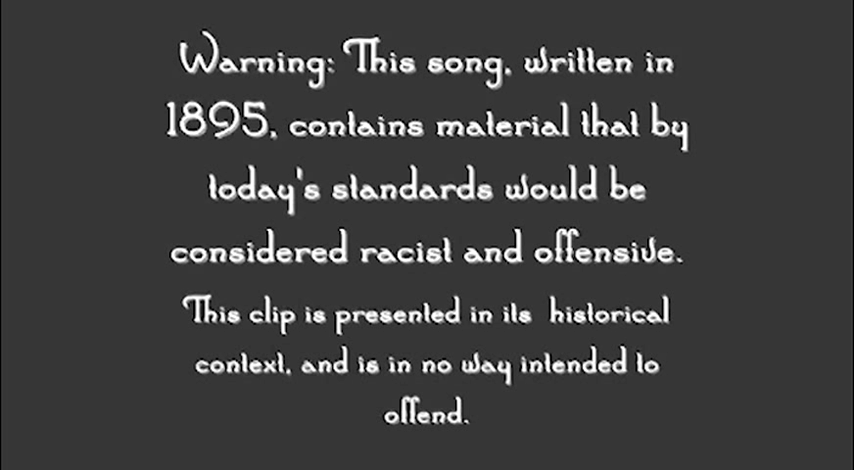 Warning: This song, written in
1895, contains material that by
today's standards would be
considered racist and offensive.
This clip is presented in its historical
context, and is in no way intended to
offend.